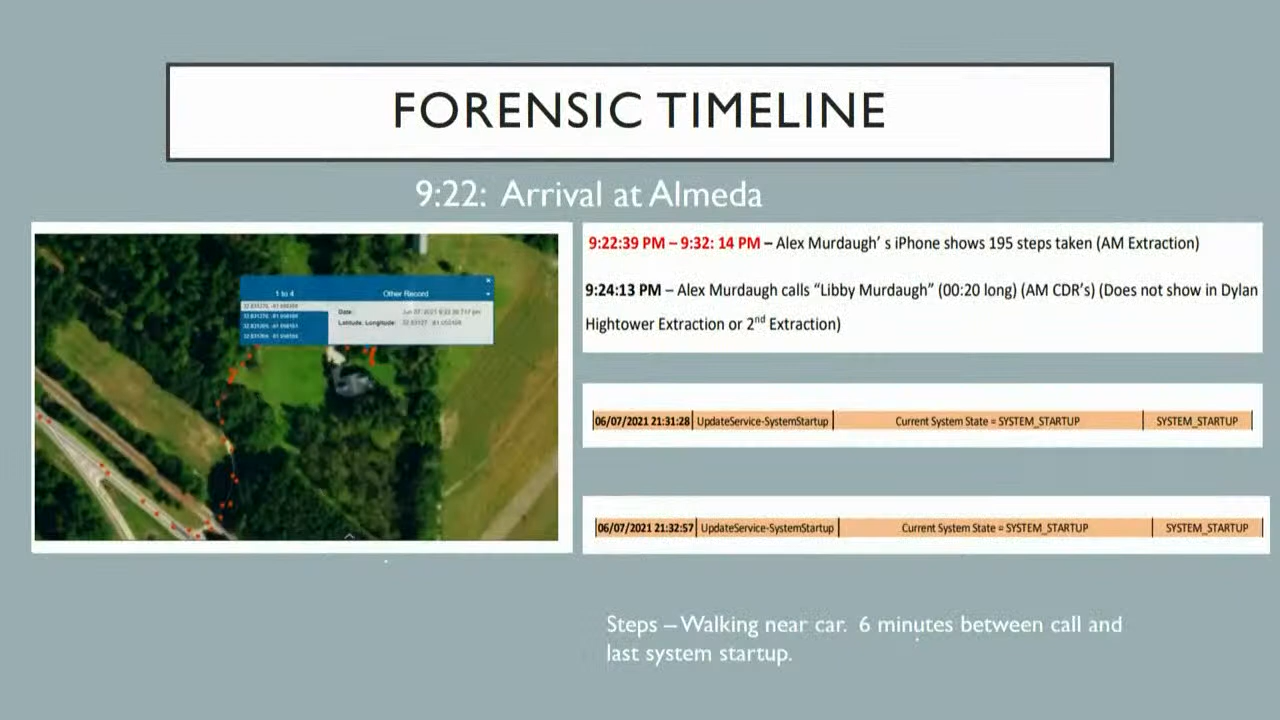 FORENSIC TIMELINE
9:22: Arrival at Almeda
1 to 4
Other Record
Date:
Latitude, Longitude:
9:22:39 PM – 9:32: 14 PM – Alex Murdaugh' s iPhone shows 195 steps taken (AM Extraction)
9:24:13 PM – Alex Murdaugh calls “Libby Murdaugh” (00:20 long) (AM CDR’s) (Does not show in Dylan
Hightower Extraction or 2nd Extraction)
06/07/2021 21:31:28 UpdateService-SystemStartup Current System State = SYSTEM_STARTUP SYSTEM_STARTUP
06/07/2021 21:32:57 UpdateService-SystemStartup Current System State = SYSTEM_STARTUP SYSTEM_STARTUP
Steps – Walking near car. 6 minutes between call and
last system startup.